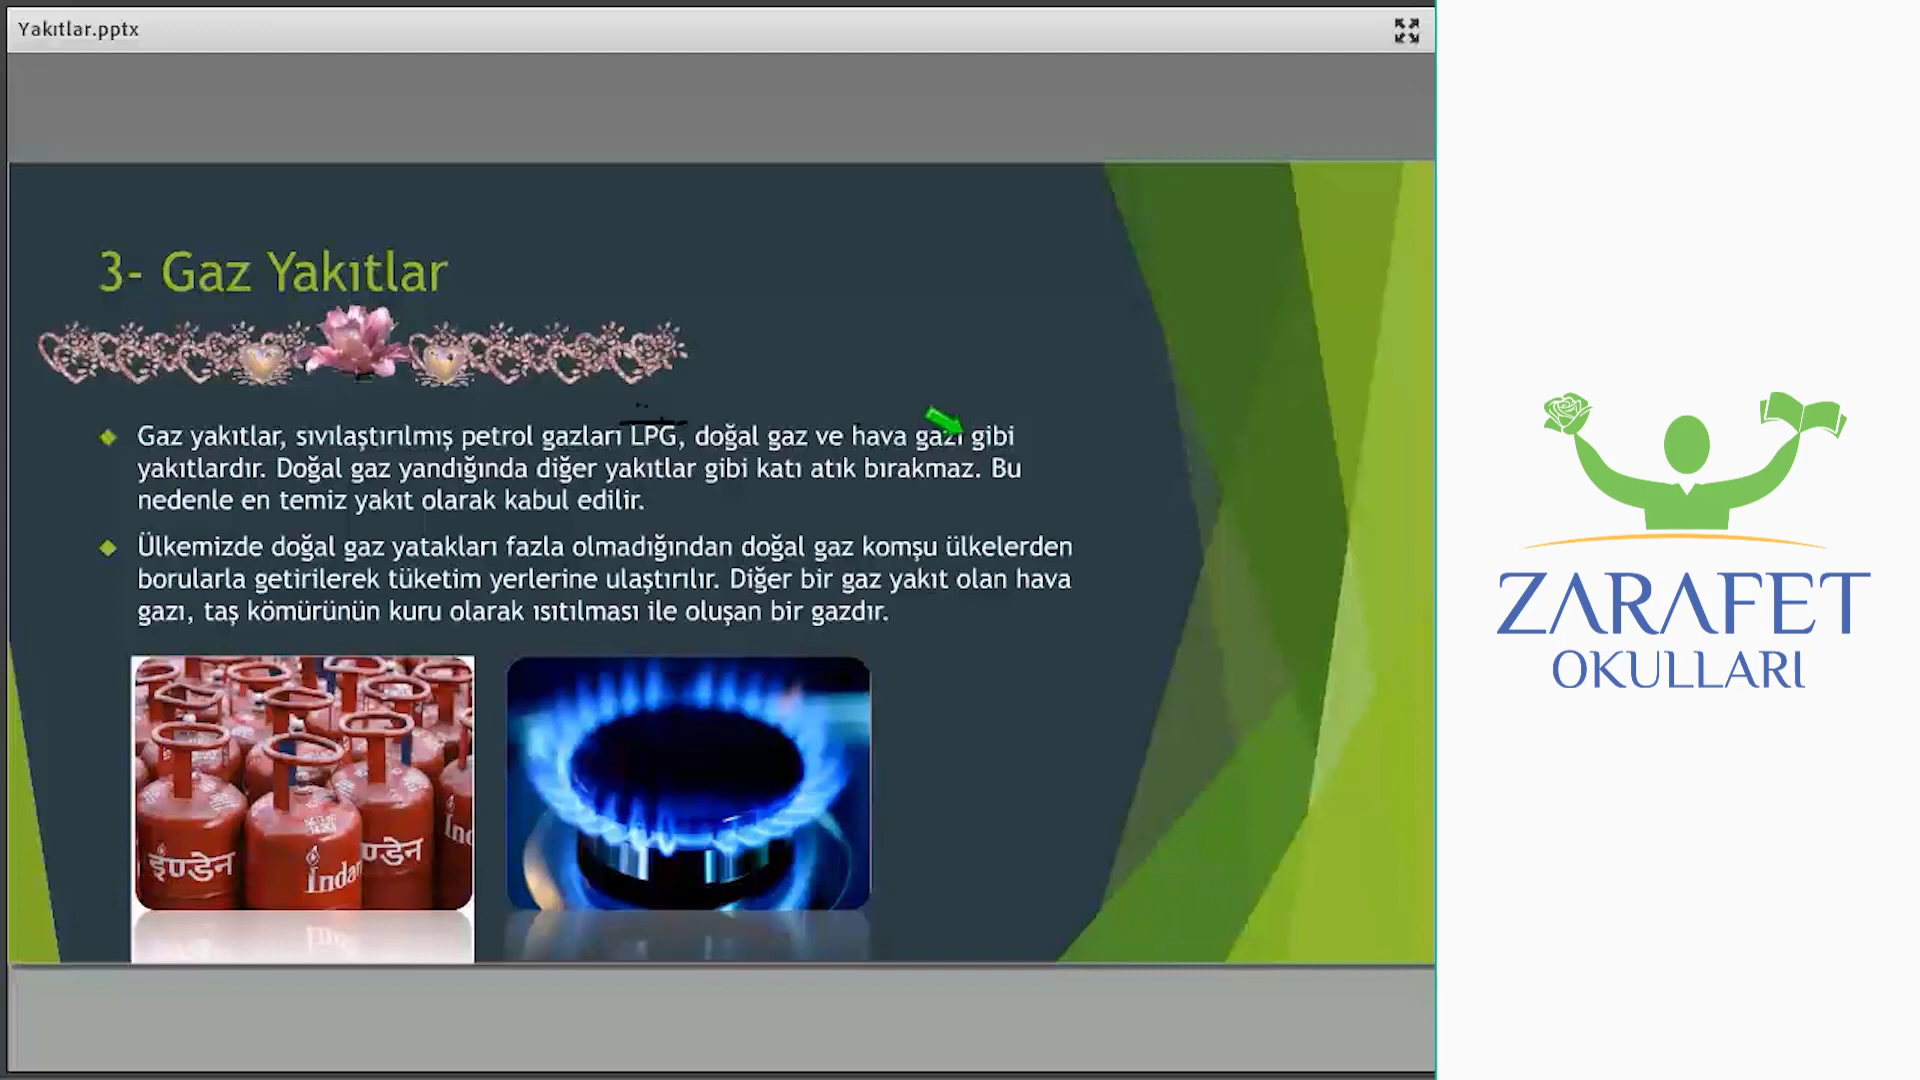 Yakıtlar.pptx
3- Gaz Yakıtlar
Gaz yakıtlar, sıvılaştırılmış petrol gazları LPG, doğal gaz ve hava gazı gibi
yakıtlardır. Doğal gaz yandığında diğer yakıtlar gibi katı atık bırakmaz. Bu
nedenle en temiz yakıt olarak kabul edilir.
Ülkemizde doğal gaz yatakları fazla olmadığından doğal gaz komşu ülkelerden
borularla getirilerek tüketim yerlerine ulaştırılır. Diğer bir gaz yakıt olan hava
gazı, taş kömürünün kuru olarak ısıtılması ile oluşan bir gazdır.
इंण्डेन
Indan
ण्डेन
Ind
ZARAFET
OKULLARI